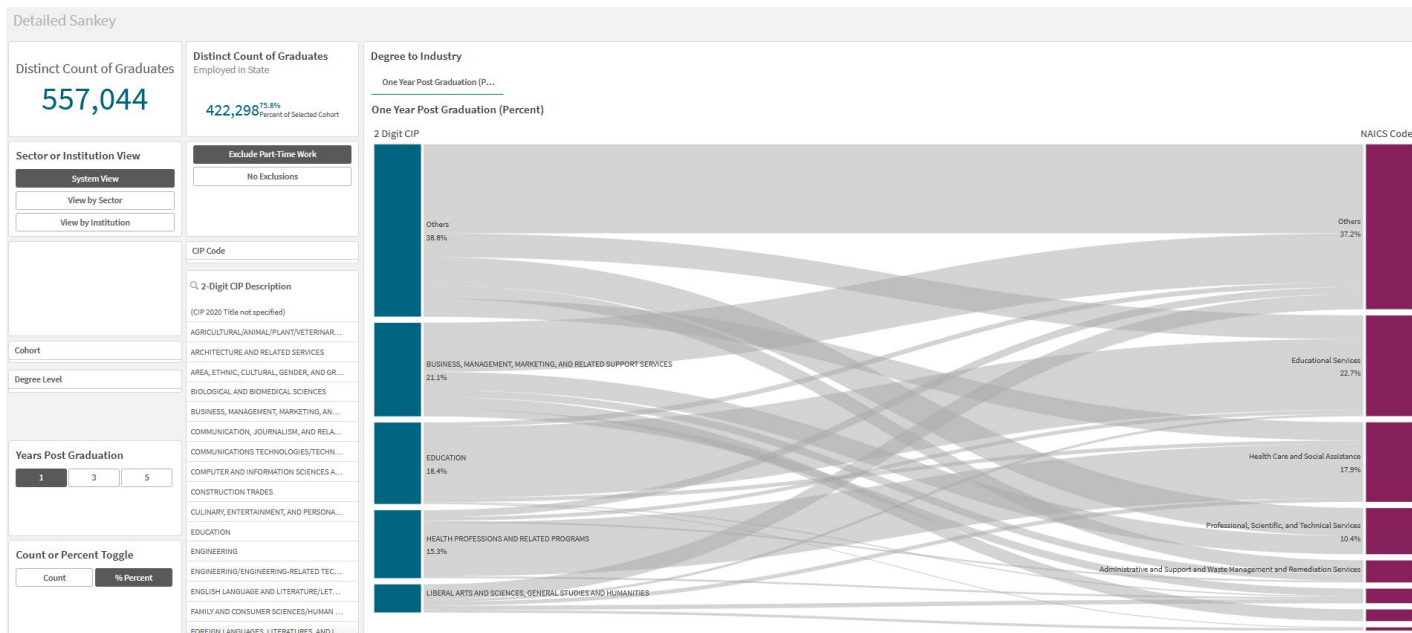 Detailed Sankey
Distinct Count of Graduates
557,044
Distinct Count of Graduates
Employed in State
422,298 75.8%
Percent of Selected Cohort
Sector or Institution View
System View
View by Sector
View by Institution
Exclude Part-Time Work
No Exclusions
Cohort
Degree Level
Years Post Graduation
1 3 5
Count or Percent Toggle
Count % Percent
CIP Code
2-Digit CIP Description
(CIP 2020 Title not specified)
AGRICULTURAL/ANIMAL/PLANT/VETERINAR...
ARCHITECTURE AND RELATED SERVICES
AREA, ETHNIC, CULTURAL, GENDER, AND GR...
BIOLOGICAL AND BIOMEDICAL SCIENCES
BUSINESS, MANAGEMENT, MARKETING, AN...
COMMUNICATION, JOURNALISM, AND RELA...
COMMUNICATIONS TECHNOLOGIES/TECHN...
COMPUTER AND INFORMATION SCIENCES A...
CONSTRUCTION TRADES
CULINARY, ENTERTAINMENT, AND PERSONA...
EDUCATION
ENGINEERING
ENGINEERING/ENGINEERING-RELATED TEC...
ENGLISH LANGUAGE AND LITERATURE/LET...
FAMILY AND CONSUMER SCIENCES/HUMAN ...
FOREIGN LANGUAGES, LITERATURES, AND L
Degree to Industry
One Year Post Graduation (P...
One Year Post Graduation (Percent)
2 Digit CIP
NAICS Code
Others
38.8%
BUSINESS, MANAGEMENT, MARKETING, AND RELATED SUPPORT SERVICES
21.1%
EDUCATION
18.4%
HEALTH PROFESSIONS AND RELATED PROGRAMS
15.3%
LIBERAL ARTS AND SCIENCES, GENERAL STUDIES AND HUMANITIES
Others
37.2%
Educational Services
22.7%
Health Care and Social Assistance
17.9%
Professional, Scientific, and Technical Services
10.4%
Administrative and Support and Waste Management and Remediation Services